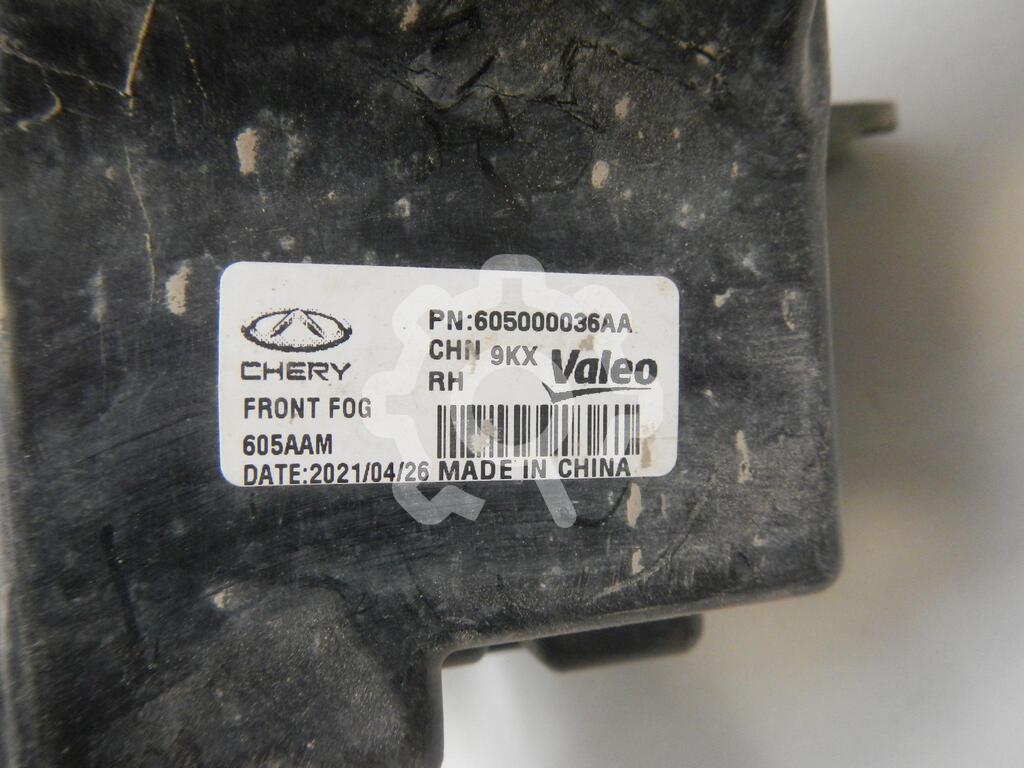 CHERY
FRONT FOG
605AAM
DATE:2021/04/26
PN:605000036AA
CHN 9KX
RH
Valeo
MADE IN CHINA